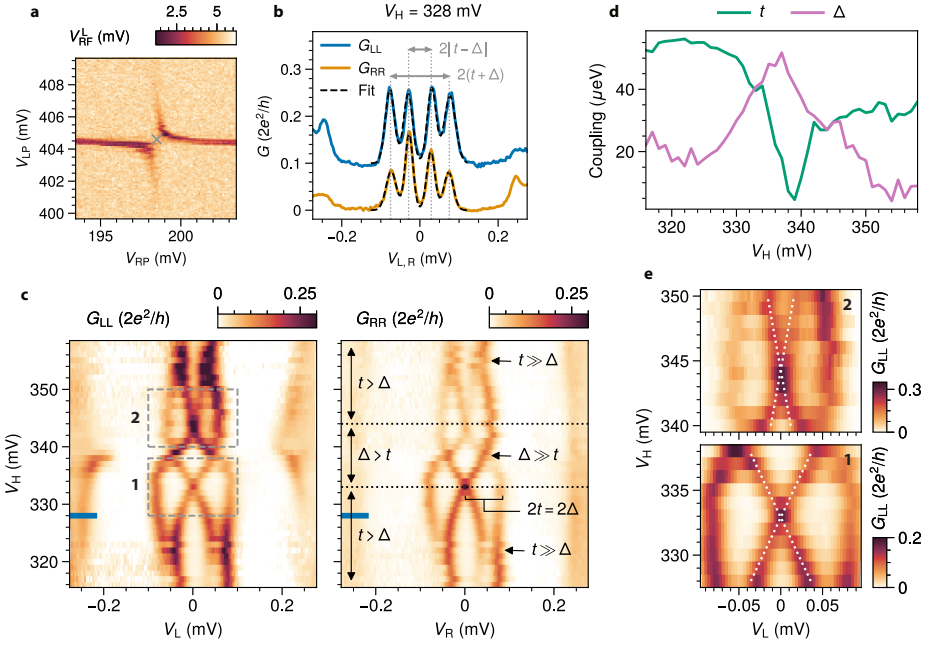 a
V_RF^L (mV)
1.5 2.5
408
406
404
402
400
V_LP (mV)
195 200
V_RP (mV)
b
V_H = 328 mV
G_LL
G_RR
Fit
2|t − Δ|
2(t + Δ)
0.3
0.2
0.1
0
G (2e²/h)
−0.2 0 0.2
V_L, R (mV)
d
t Δ
60
40
20
Coupling (μeV)
320 330 340 350
V_H (mV)
c
G_LL (2e²/h)
0 0.25
G_RR (2e²/h)
0 0.25
350
340
330
320
V_H (mV)
2
1
−0.2 0 0.2
V_L (mV)
t > Δ
Δ > t
t > Δ
t ≫ Δ
Δ ≫ t
2t = 2Δ
t ≫ Δ
−0.2 0 0.2
V_R (mV)
e
350
345
340
2
G_LL (2e²/h)
0.3
0
V_H (mV)
335
330
1
G_LL (2e²/h)
0.2
0
−0.05 0.00 0.05
V_L (mV)